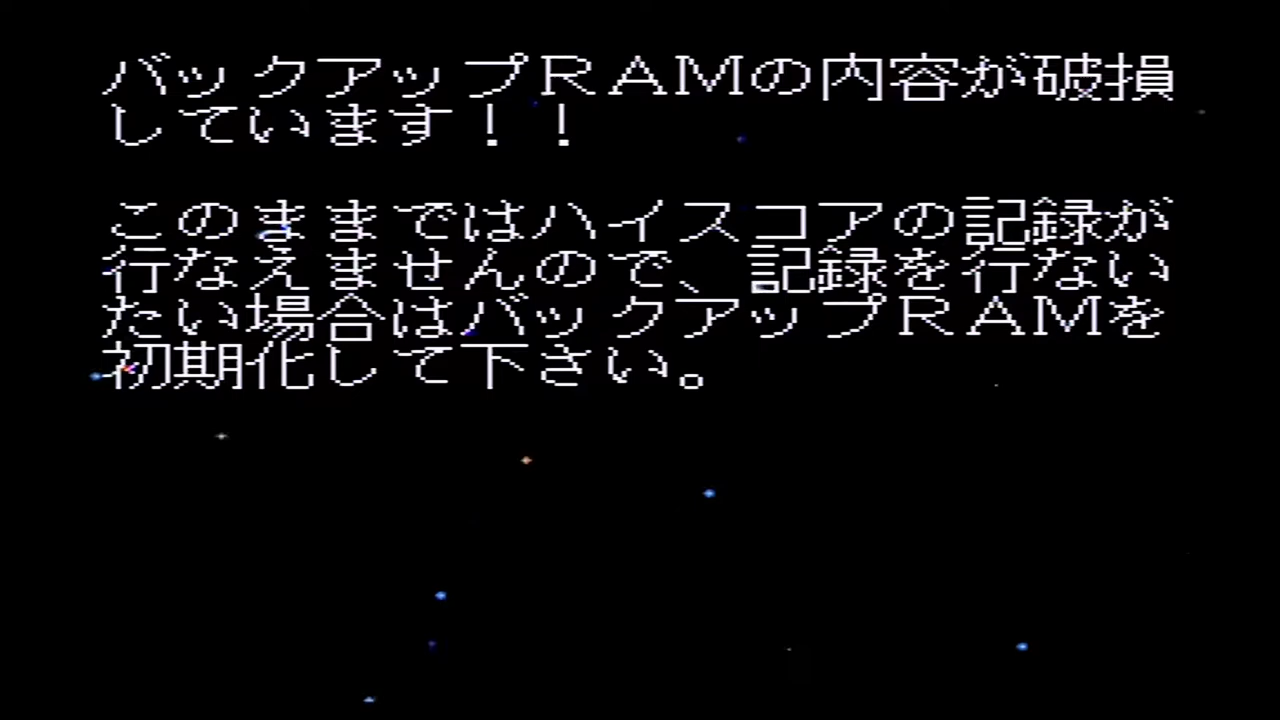 バックアップＲＡＭの内容が破損
しています！！
このままではハイスコアの記録が
行なえませんので、記録を行ない
たい場合はバックアップＲＡＭを
初期化して下さい。